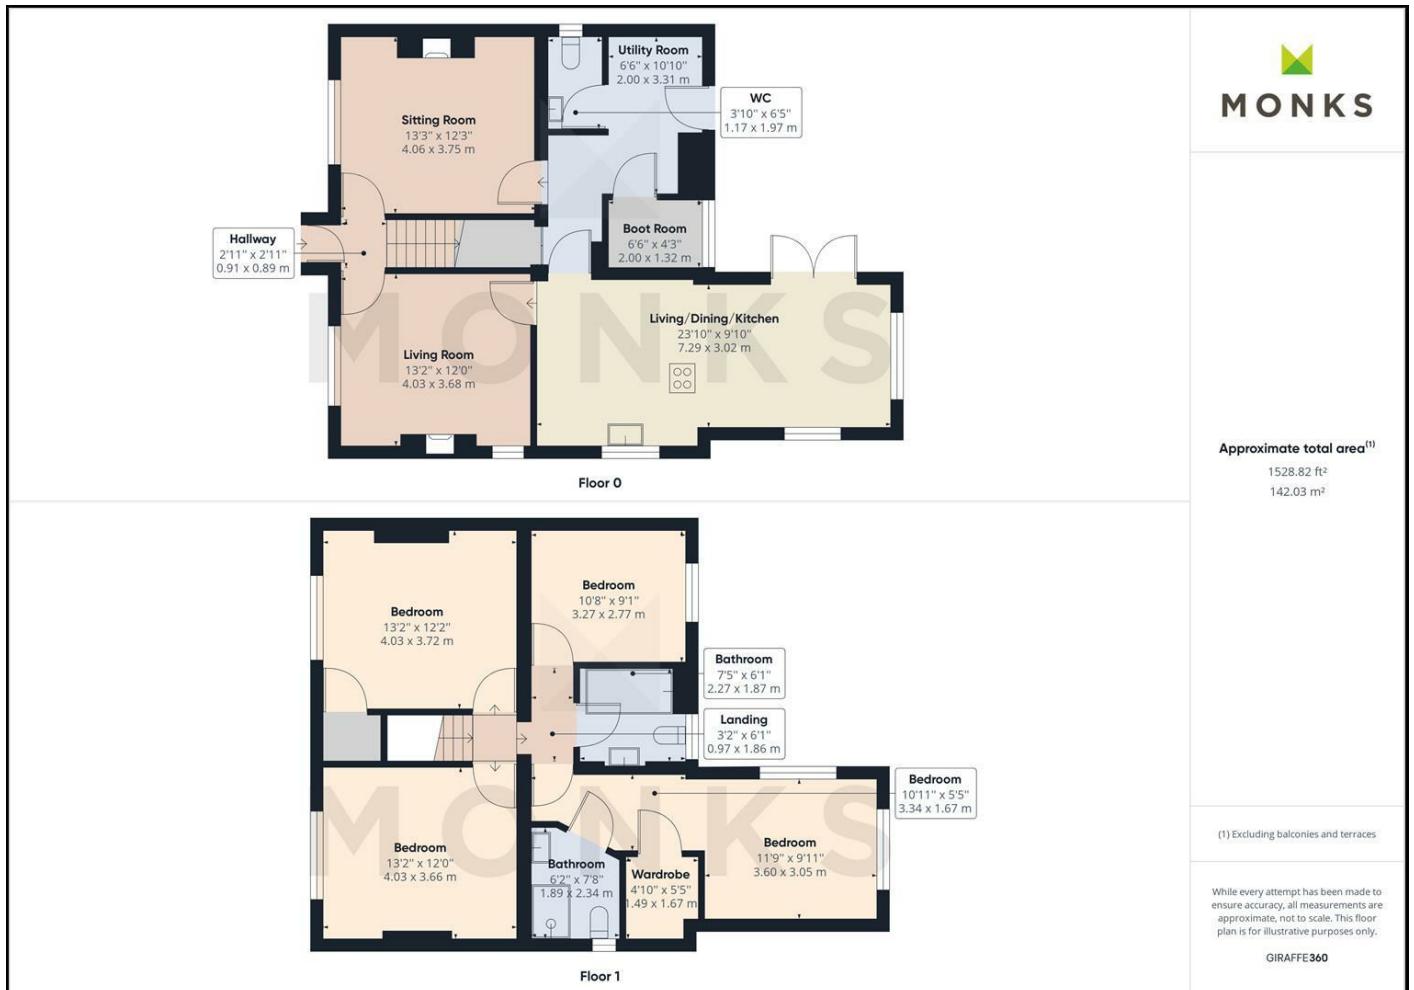 Sitting Room
13'3" x 12'3"
4.06 x 3.75 m
Utility Room
6'6" x 10'10"
2.00 x 3.31 m
WC
3'10" x 6'5"
1.17 x 1.97 m
Hallway
2'11" x 2'11"
0.91 x 0.89 m
Boot Room
6'6" x 4'3"
2.00 x 1.32 m
Living Room
13'2" x 12'0"
4.03 x 3.68 m
Living/Dining/Kitchen
23'10" x 9'10"
7.29 x 3.02 m
MONKS
Floor 0
Bedroom
13'2" x 12'2"
4.03 x 3.72 m
Bedroom
10'8" x 9'1"
3.27 x 2.77 m
Bathroom
7'5" x 6'1"
2.27 x 1.87 m
Landing
3'2" x 6'1"
0.97 x 1.86 m
Bedroom
10'11" x 5'5"
3.34 x 1.67 m
Bedroom
13'2" x 12'0"
4.03 x 3.66 m
Bathroom
6'2" x 7'8"
1.89 x 2.34 m
Wardrobe
4'10" x 5'5"
1.49 x 1.67 m
Bedroom
11'9" x 9'11"
3.60 x 3.05 m
MONKS
Floor 1
MONKS
Approximate total area(1)
1528.82 ft²
142.03 m²
(1) Excluding balconies and terraces
While every attempt has been made to
ensure accuracy, all measurements are
approximate, not to scale. This floor
plan is for illustrative purposes only.
GIRAFFE360